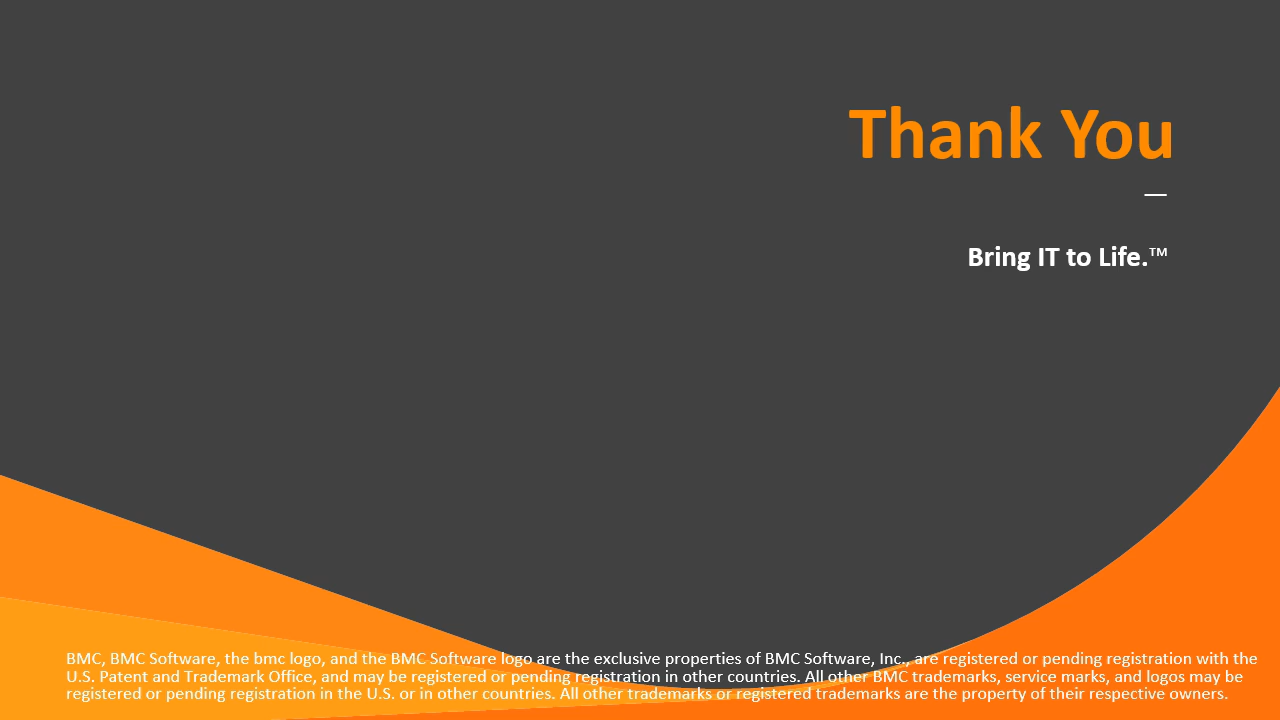 Thank You
—
Bring IT to Life.™
BMC, BMC Software, the bmc logo, and the BMC Software logo are the exclusive properties of BMC Software, Inc., are registered or pending registration with the
U.S. Patent and Trademark Office, and may be registered or pending registration in other countries. All other BMC trademarks, service marks, and logos may be
registered or pending registration in the U.S. or in other countries. All other trademarks or registered trademarks are the property of their respective owners.